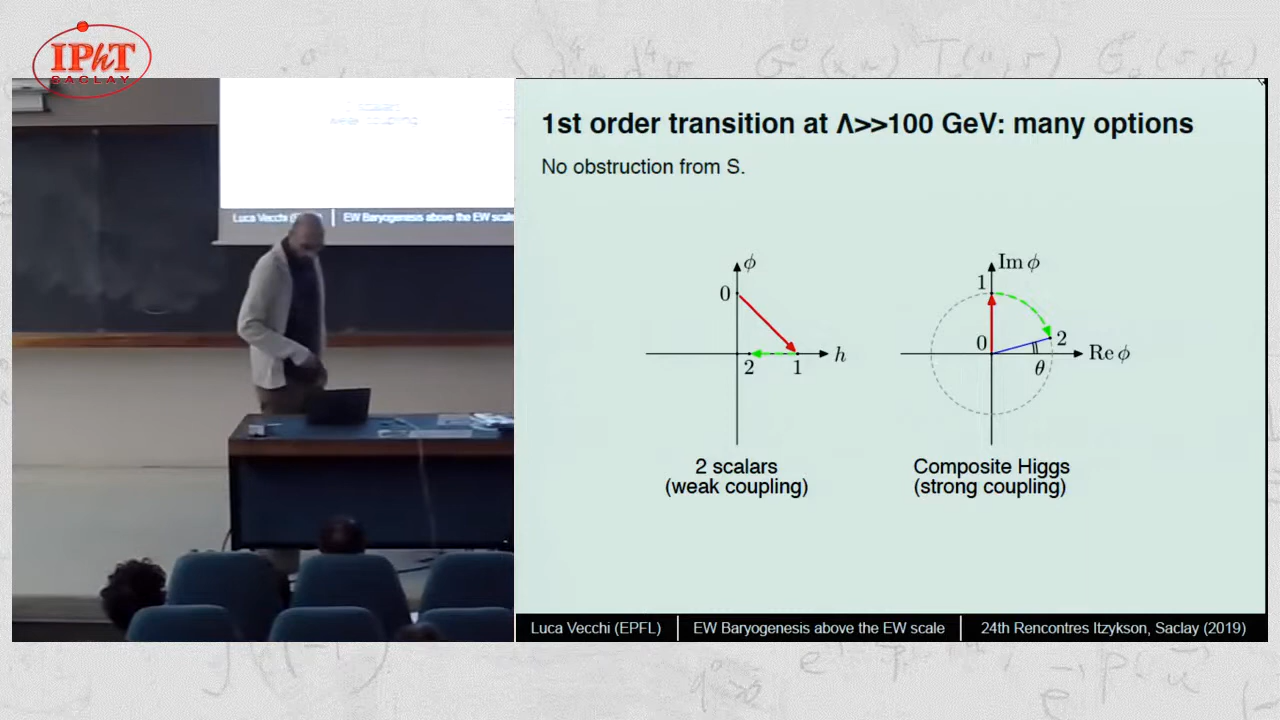 IPhT
SACLAY
Luca Vecchi
EW Baryogenesis above the EW scale
1st order transition at Λ>>100 GeV: many options
No obstruction from S.
ϕ
0
h
2
1
2 scalars
(weak coupling)
Im ϕ
1
0
2
θ
Re ϕ
Composite Higgs
(strong coupling)
Luca Vecchi (EPFL)
EW Baryogenesis above the EW scale
24th Rencontres Itzykson, Saclay (2019)